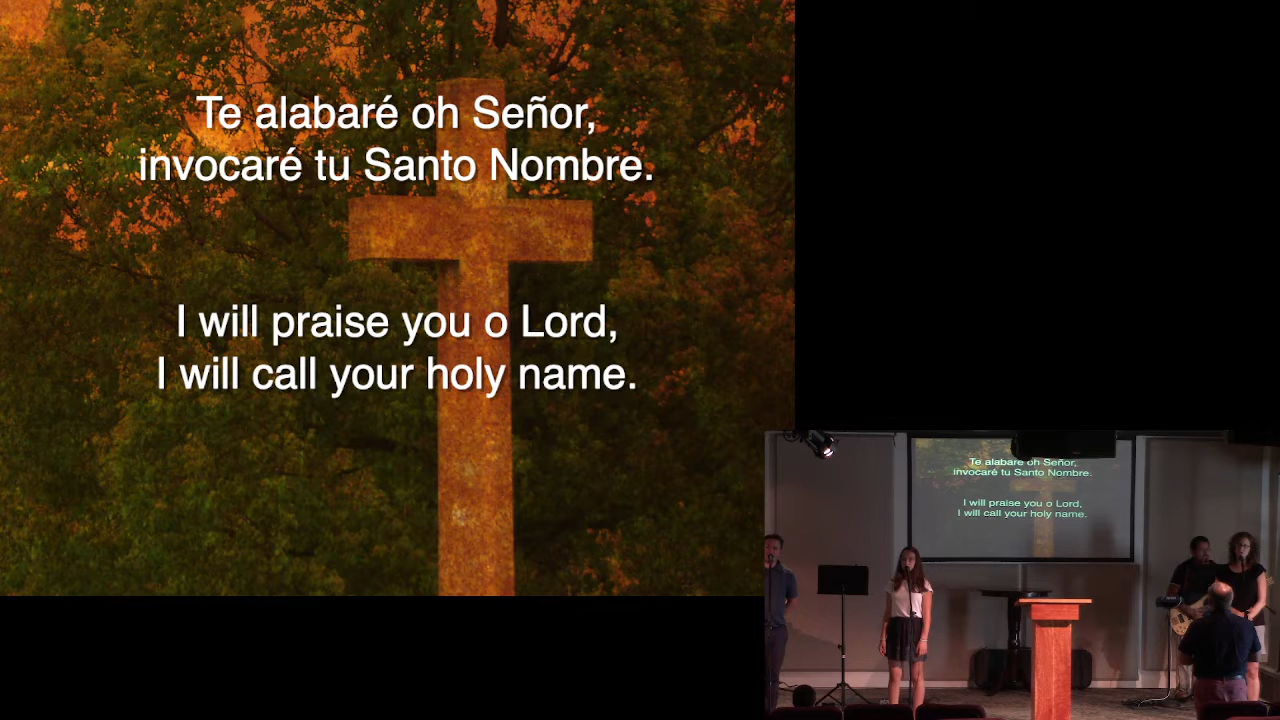 Te alabaré oh Señor,
invocaré tu Santo Nombre.
I will praise you o Lord,
I will call your holy name.
Te alabaré oh Señor,
invocaré tu Santo Nombre.
I will praise you o Lord,
I will call your holy name.